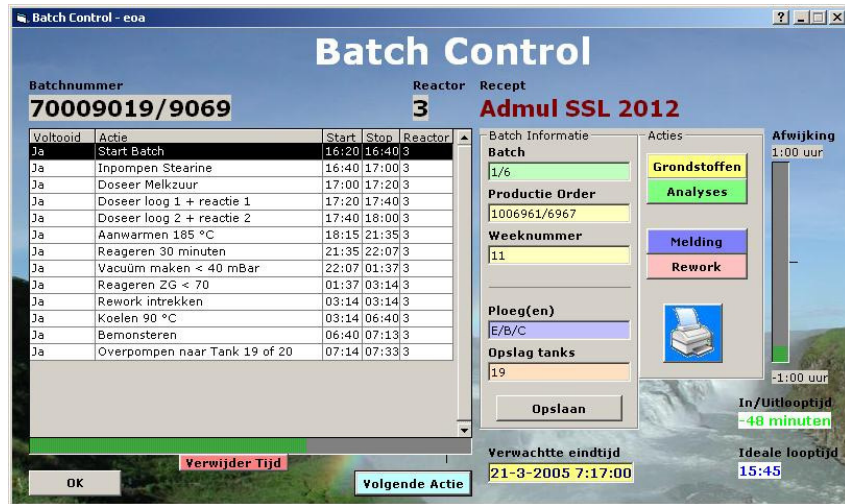 Batch Control - eoa
Batch Control
Batchnummer
Reactor
Recept
70009019/9069
3
Admul SSL 2012
Voltooid Actie Start Stop Reactor
Ja Start Batch 16:20 16:40 3
Ja Inpompen Stearine 16:40 17:00 3
Ja Doseer Melkzuur 17:00 17:20 3
Ja Doseer loog 1 + reactie 1 17:20 17:40 3
Ja Doseer loog 2 + reactie 2 17:40 18:00 3
Ja Aanwarmen 185 °C 18:15 21:35 3
Ja Reageren 30 minuten 21:35 22:07 3
Ja Vacuüm maken < 40 mBar 22:07 01:37 3
Ja Reageren ZG < 70 01:37 03:14 3
Ja Rework intrekken 03:14 03:14 3
Ja Koelen 90 °C 03:14 06:40 3
Ja Bemonsteren 06:40 07:13 3
Ja Overpompen naar Tank 19 of 20 07:14 07:33 3
Verwijder Tijd
OK
Volgende Actie
Batch Informatie
Batch
1/6
Productie Order
1006961/6967
Weeknummer
11
Ploeg(en)
E/B/C
Opslag tanks
19
Opslaan
Acties
Grondstoffen
Analyses
Melding
Rework
Afwijking
1:00 uur
-1:00 uur
In/Uitlooptijd
-48 minuten
Verwachtte eindtijd
21-3-2005 7:17:00
Ideale looptijd
15:45